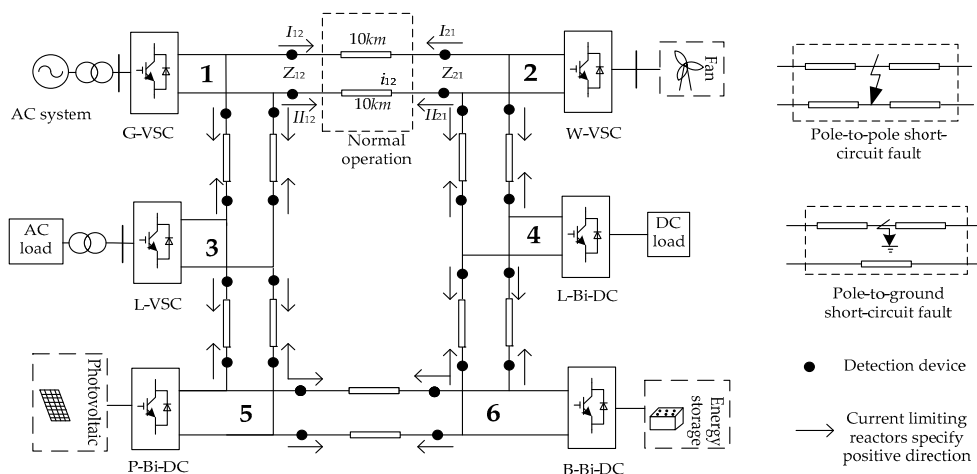 I12
10km
I21
1
Z12
i12
Z21
2
Fan
AC system
10km
G-VSC
II12
Normal
operation
II21
W-VSC
Pole-to-pole short-
circuit fault
AC
load
3
4
DC
load
L-VSC
L-Bi-DC
Pole-to-ground
short-circuit fault
Photovoltaic
Detection device
5
6
Energy
storage
Current limiting
reactors specify
positive direction
P-Bi-DC
B-Bi-DC